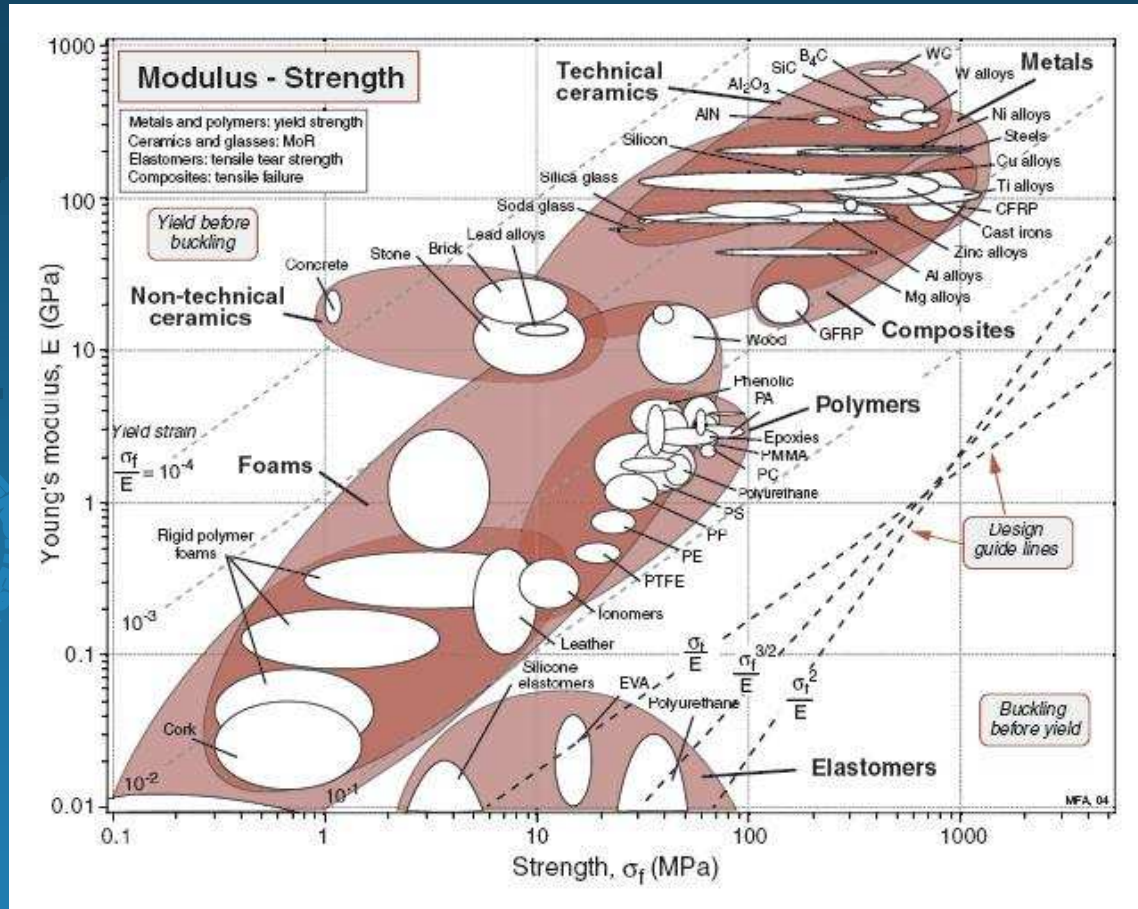 Modulus - Strength
Metals and polymers: yield strength
Ceramics and glasses: MoR
Elastomers: tensile tear strength
Composites: tensile failure
Technical
ceramics
B₄C
SiC
Al₂O₃
AlN
WC
W alloys
Metals
Ni alloys
Steels
Silicon
Cu alloys
Silica glass
Ti alloys
Soda glass
CFRP
Cast irons
Zinc alloys
Al alloys
Mg alloys
Yield before
buckling
Lead alloys
Brick
Stone
Concrete
Non-technical
ceramics
Composites
GFRP
Wood
Phenolic
PA
Polymers
Epoxies
PMMA
PC
Polyurethane
PS
PP
PE
PTFE
Ionomers
Leather
Yield strain
σf
E = 10⁻⁴
Foams
Rigid polymer
foams
Design
guide lines
10⁻³
Silicone
elastomers
EVA
Polyurethane
σf
E
σf 3/2
E
σf 2
E
Buckling
before yield
Cork
Elastomers
10⁻²
10⁻¹
MFA, 04
1000
100
10
1
0.1
0.01
Young's modulus, E (GPa)
0.1 1 10 100 1000
Strength, σf (MPa)